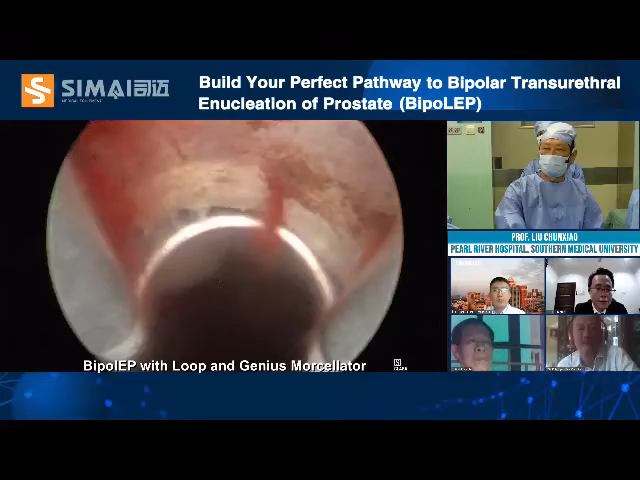 SIMAI司迈
Build Your Perfect Pathway to Bipolar Transurethral
Enucleation of Prostate (BipoLEP)
PROF. LIU CHUNXIAO
PEARL RIVER HOSPITAL, SOUTHERN MEDICAL UNIVERSITY
BipolEP with Loop and Genius Morcellator